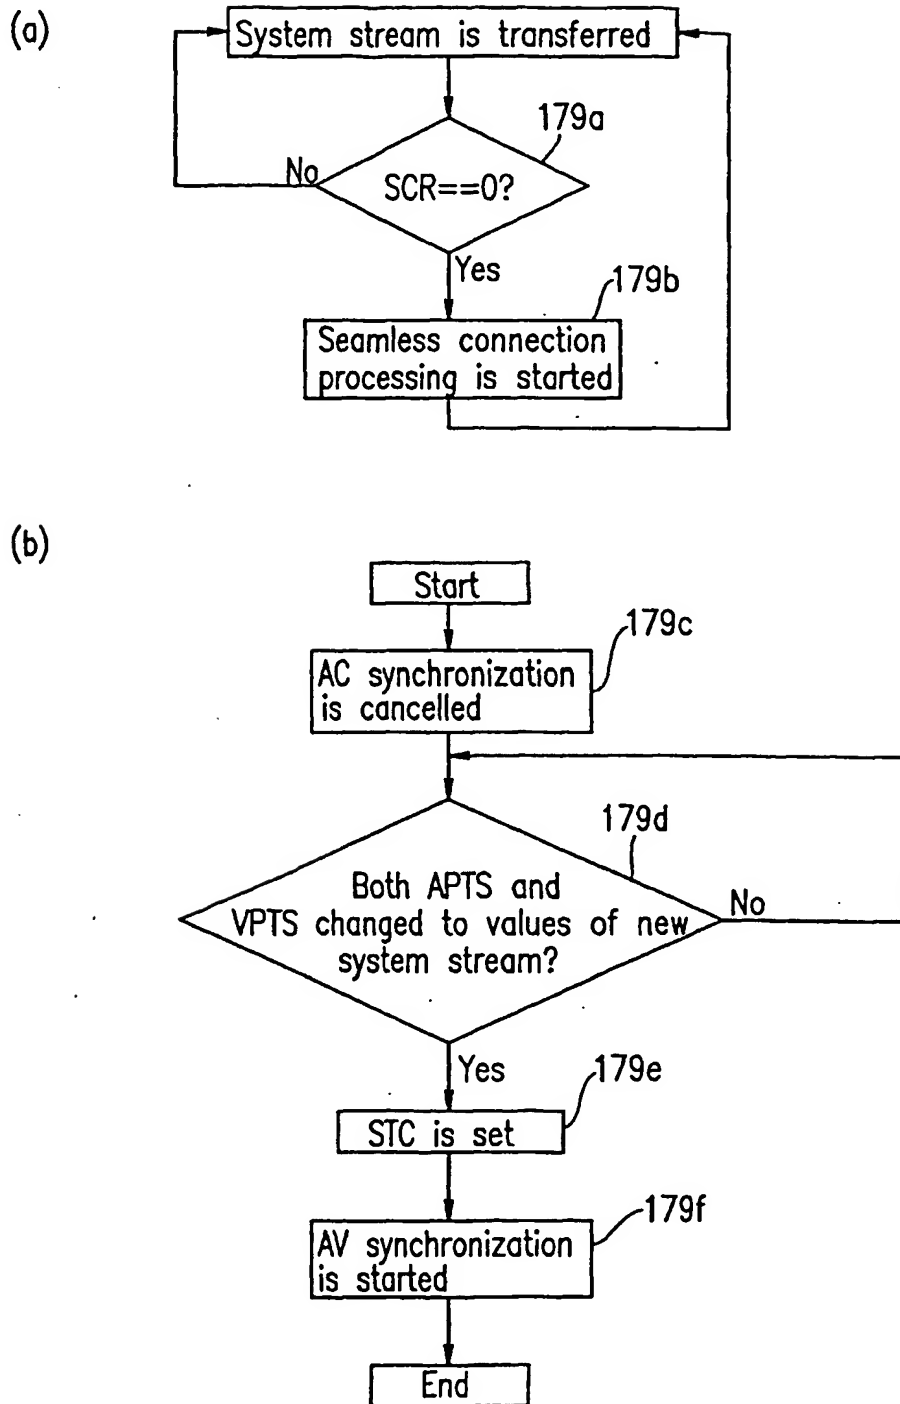 (a)
System stream is transferred
179a
No
SCR==0?
Yes
179b
Seamless connection
processing is started
(b)
Start
179c
AC synchronization
is cancelled
179d
Both APTS and
VPTS changed to values of new
system stream?
No
Yes
179e
STC is set
179f
AV synchronization
is started
End